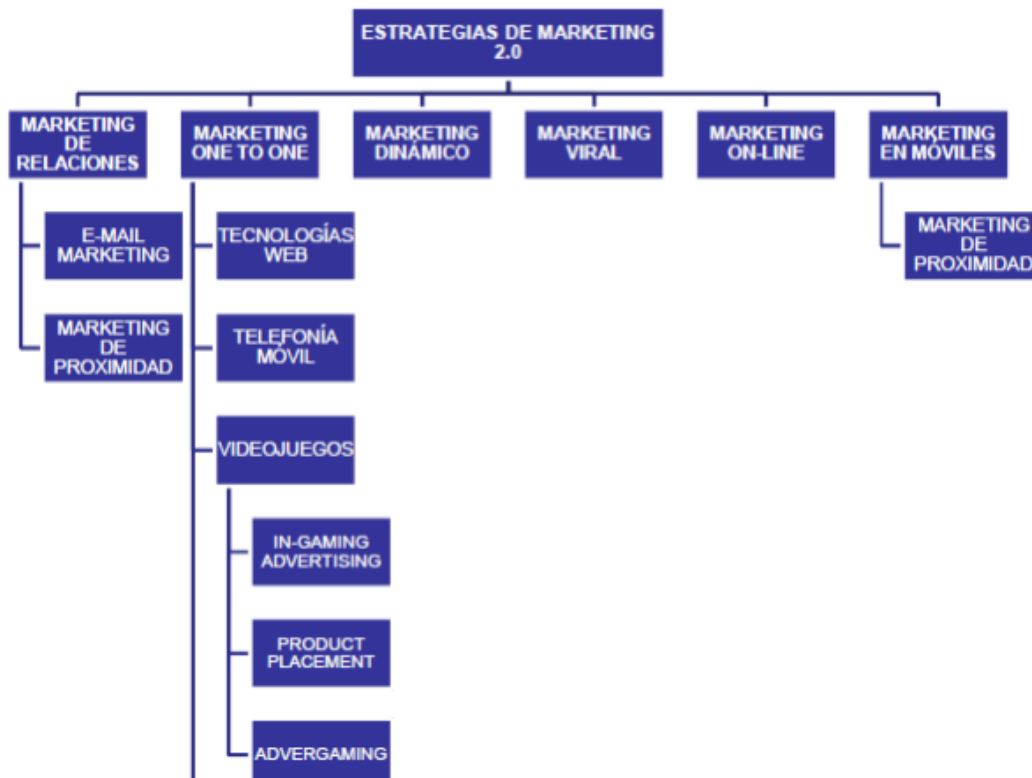 ESTRATEGIAS DE MARKETING
2.0
MARKETING
DE
RELACIONES
MARKETING
ONE TO ONE
MARKETING
DINÁMICO
MARKETING
VIRAL
MARKETING
ON-LINE
MARKETING
EN MÓVILES
E-MAIL
MARKETING
MARKETING
DE
PROXIMIDAD
TECNOLOGÍAS
WEB
TELEFONÍA
MÓVIL
VIDEOJUEGOS
IN-GAMING
ADVERTISING
PRODUCT
PLACEMENT
ADVERGAMING
MARKETING
DE
PROXIMIDAD